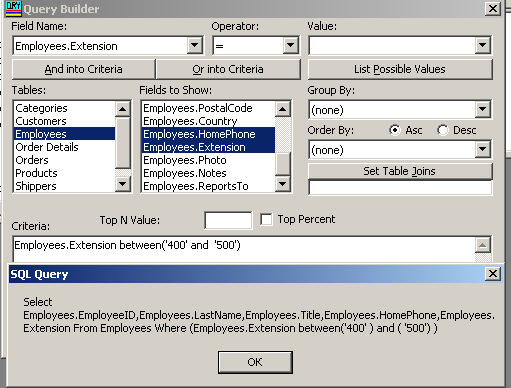 QRY Query Builder
Field Name: Operator: Value:
Employees.Extension =
And into Criteria Or into Criteria List Possible Values
Tables: Fields to Show: Group By:
Categories Employees.PostalCode (none)
Customers Employees.Country
Employees Employees.HomePhone Order By: Asc Desc
Order Details Employees.Extension (none)
Orders Employees.Photo
Products Employees.Notes Set Table Joins
Shippers Employees.ReportsTo
Top N Value: Top Percent
Criteria:
Employees.Extension between('400' and '500')
SQL Query
Select
Employees.EmployeeID,Employees.LastName,Employees.Title,Employees.HomePhone,Employees.
Extension From Employees Where (Employees.Extension between('400' ) and ( '500') )
OK